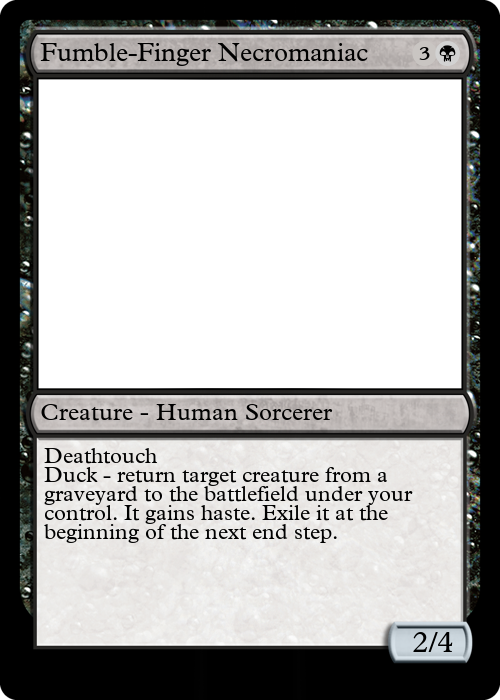 Fumble-Finger Necromaniac 3
Creature - Human Sorcerer
Deathtouch
Duck - return target creature from a
graveyard to the battlefield under your
control. It gains haste. Exile it at the
beginning of the next end step.
2/4